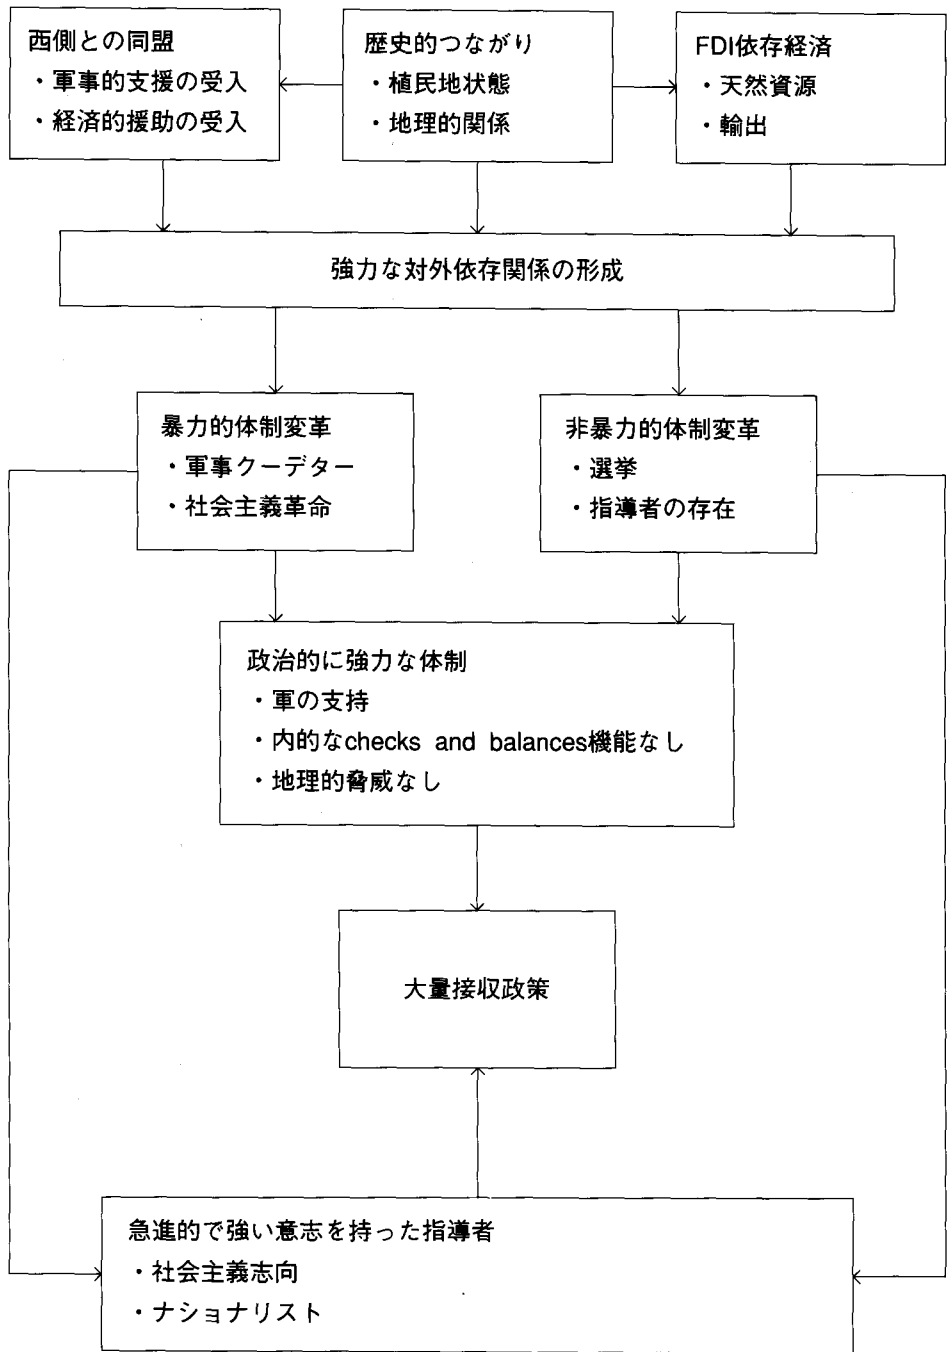 西側との同盟
・軍事的支援の受入
・経済的援助の受入
歴史的つながり
・植民地状態
・地理的関係
FDI依存経済
・天然資源
・輸出
強力な対外依存関係の形成
暴力的体制変革
・軍事クーデター
・社会主義革命
非暴力的体制変革
・選挙
・指導者の存在
政治的に強力な体制
・軍の支持
・内的なchecks and balances機能なし
・地理的脅威なし
大量接収政策
急進的で強い意志を持った指導者
・社会主義志向
・ナショナリスト